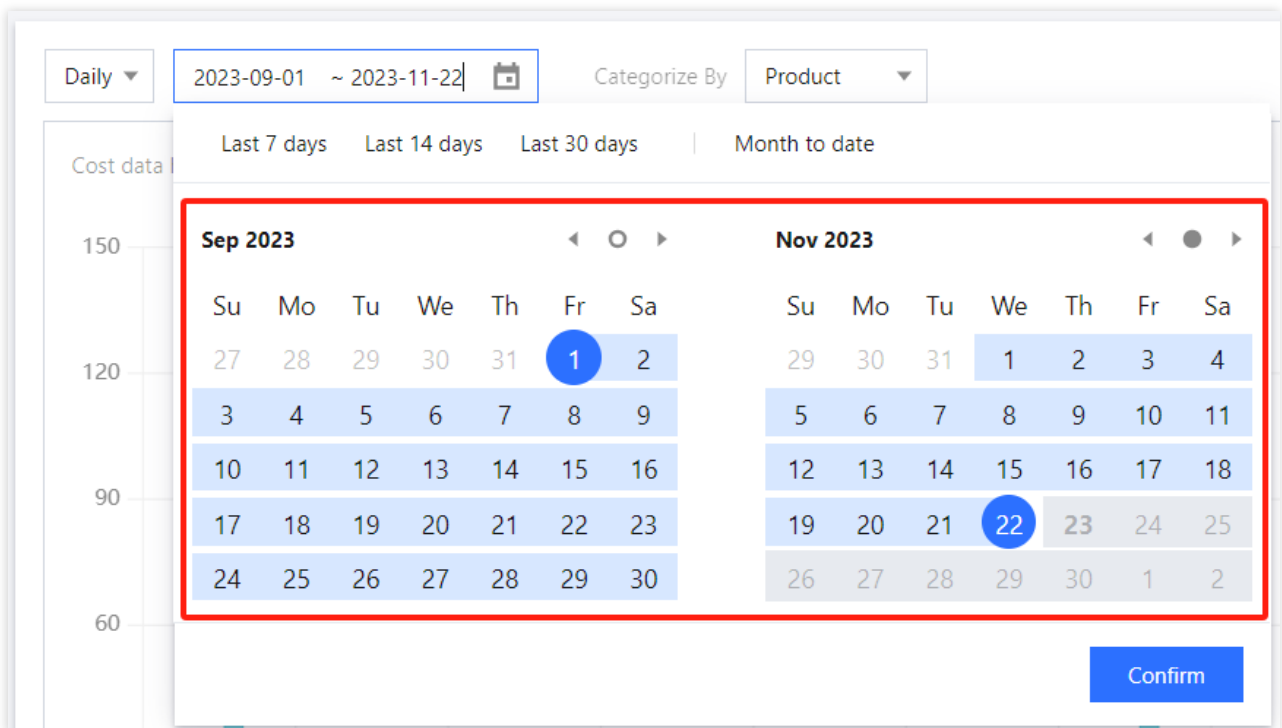 Daily 2023-09-01 ~ 2023-11-22 Categorize By Product
Last 7 days Last 14 days Last 30 days Month to date
Cost data
150
120
90
60
Sep 2023
Su Mo Tu We Th Fr Sa
27 28 29 30 31 1 2
3 4 5 6 7 8 9
10 11 12 13 14 15 16
17 18 19 20 21 22 23
24 25 26 27 28 29 30
Nov 2023
Su Mo Tu We Th Fr Sa
29 30 31 1 2 3 4
5 6 7 8 9 10 11
12 13 14 15 16 17 18
19 20 21 22 23 24 25
26 27 28 29 30 1 2
Confirm